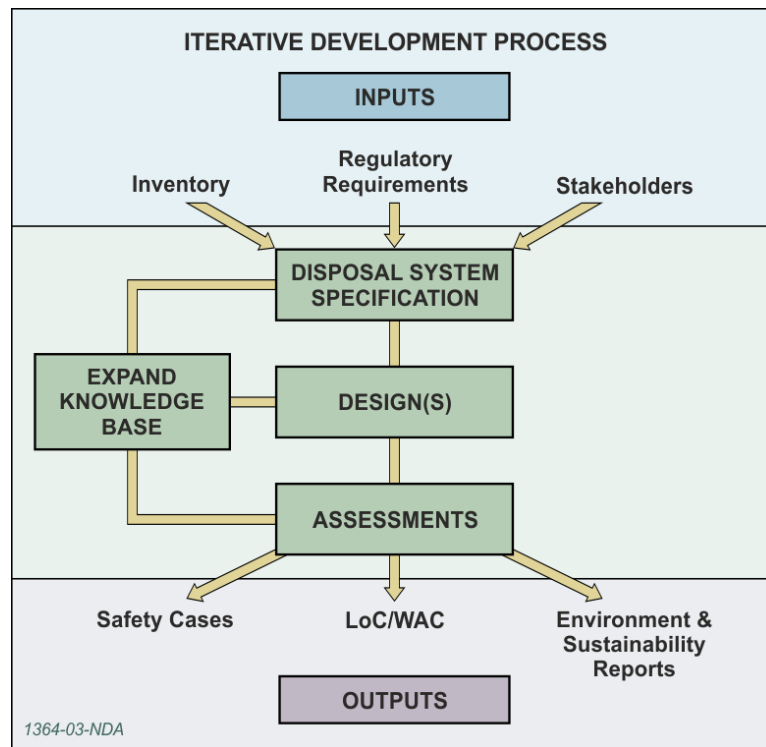 ITERATIVE DEVELOPMENT PROCESS
INPUTS
Inventory
Regulatory
Requirements
Stakeholders
DISPOSAL SYSTEM
SPECIFICATION
EXPAND
KNOWLEDGE
BASE
DESIGN(S)
ASSESSMENTS
Safety Cases
LoC/WAC
Environment &
Sustainability
Reports
OUTPUTS
1364-03-NDA